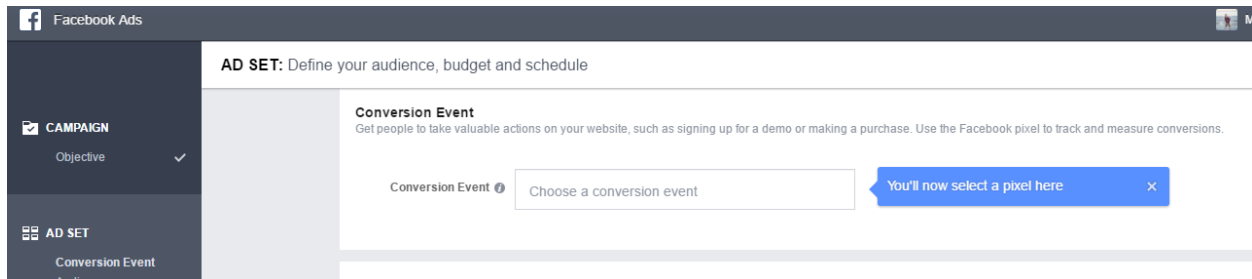 Facebook Ads
AD SET: Define your audience, budget and schedule
CAMPAIGN
Objective
AD SET
Conversion Event
Conversion Event
Get people to take valuable actions on your website, such as signing up for a demo or making a purchase. Use the Facebook pixel to track and measure conversions.
Conversion Event
Choose a conversion event
You'll now select a pixel here